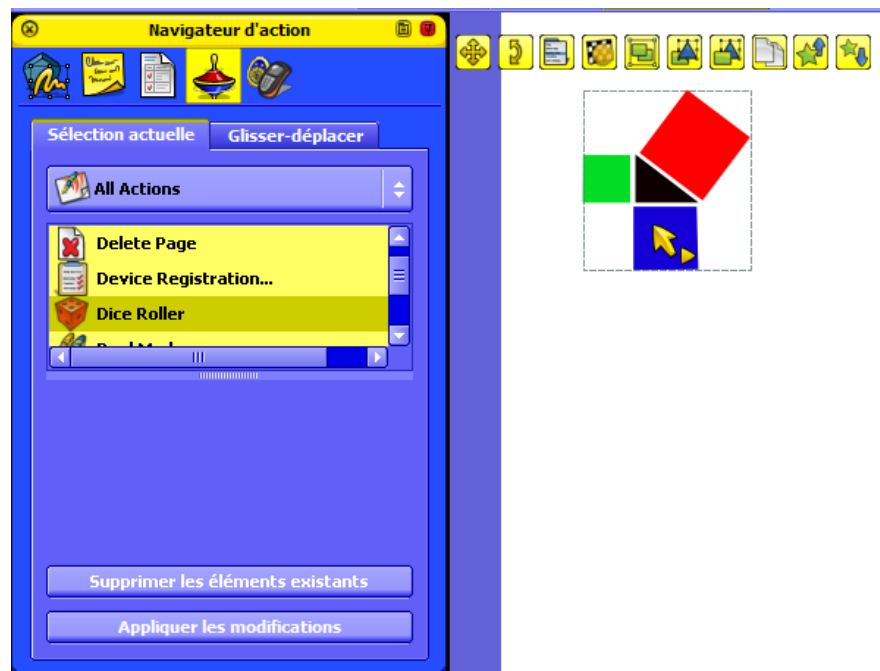 Navigateur d'action
Sélection actuelle
Glisser-déplacer
All Actions
Delete Page
Device Registration...
Dice Roller
Supprimer les éléments existants
Appliquer les modifications